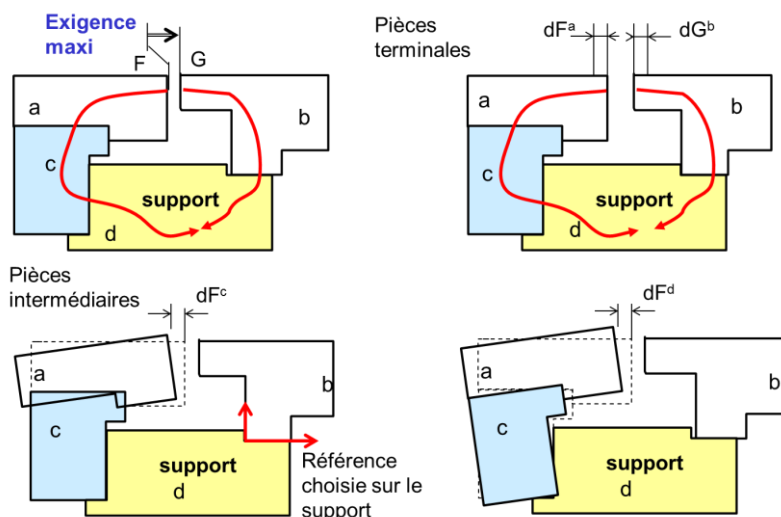 Exigence
maxi
F
G
a
b
c
support
d
Pièces
terminales
dFᵃ
dGᵇ
a
b
c
support
d
Pièces
intermédiaires
dFᶜ
a
b
c
support
d
Référence
choisie sur le
support
dFᵈ
a
b
c
support
d